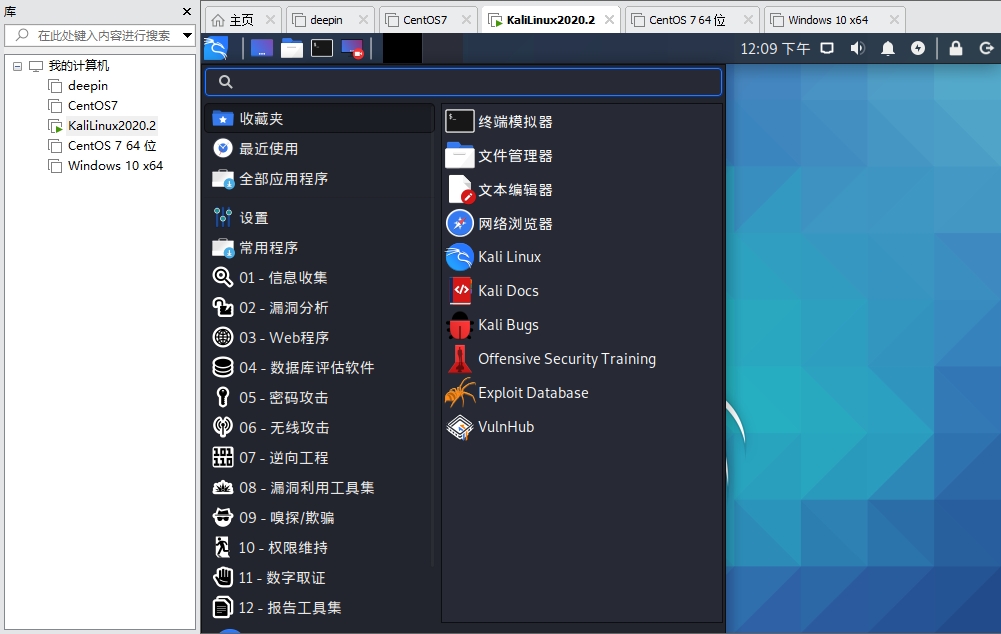 库
在此处键入内容进行搜索
我的计算机
deepin
CentOS7
KaliLinux2020.2
CentOS 7 64 位
Windows 10 x64
主页
deepin
CentOS7
KaliLinux2020.2
CentOS 7 64 位
Windows 10 x64
12:09 下午
收藏夹
最近使用
全部应用程序
设置
常用程序
01 - 信息收集
02 - 漏洞分析
03 - Web程序
04 - 数据库评估软件
05 - 密码攻击
06 - 无线攻击
07 - 逆向工程
08 - 漏洞利用工具集
09 - 嗅探/欺骗
10 - 权限维持
11 - 数字取证
12 - 报告工具集
终端模拟器
文件管理器
文本编辑器
网络浏览器
Kali Linux
Kali Docs
Kali Bugs
Offensive Security Training
Exploit Database
VulnHub